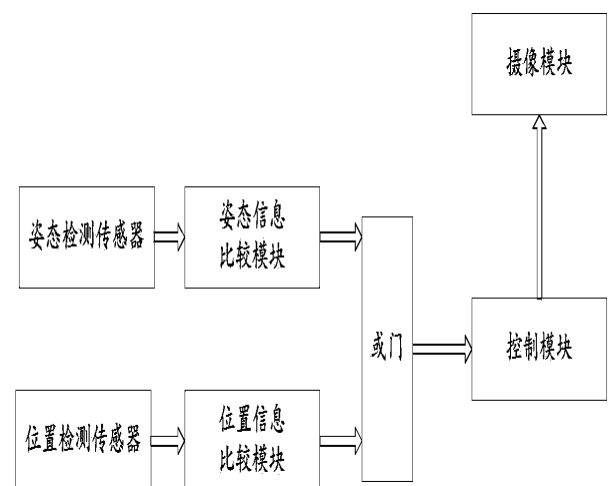 摄像模块
姿态检测传感器
姿态信息
比较模块
或门
控制模块
位置检测传感器
位置信息
比较模块